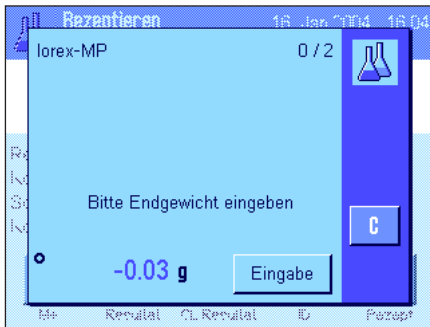 Rezeptieren 16. Jan 2004 16:04
lorex-MP 0 / 2
Bitte Endgewicht eingeben
C
-0.03 g Eingabe
M+ Resultat CL Resultat ID Rezept